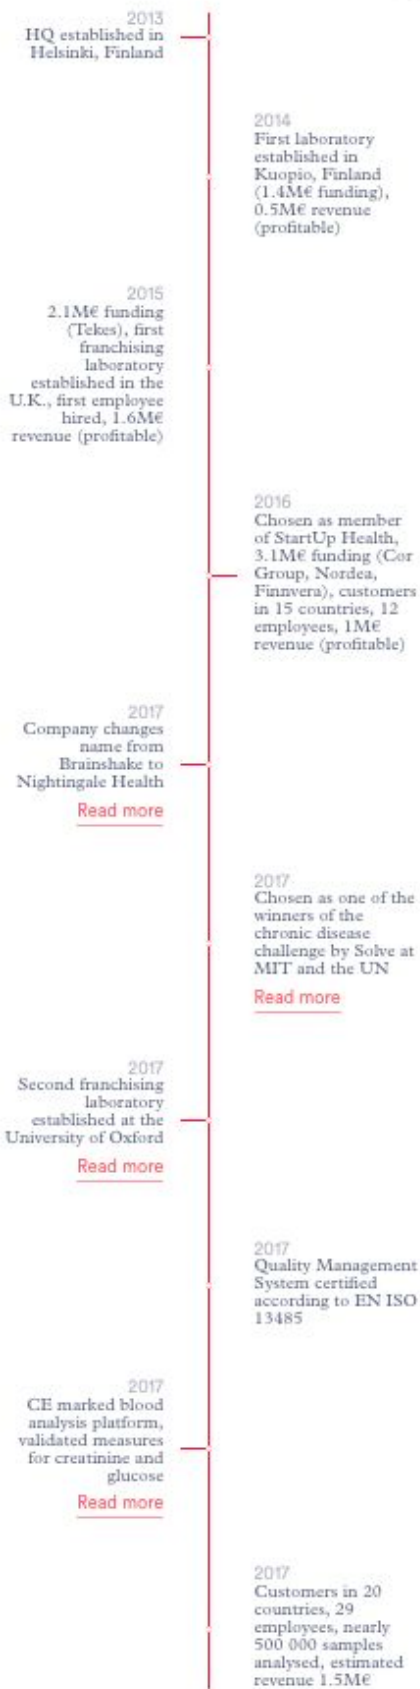 2013
HQ established in
Helsinki, Finland
2014
First laboratory
established in
Kuopio, Finland
(1.4M€ funding),
0.5M€ revenue
(profitable)
2015
2.1M€ funding
(Tekes), first
franchising
laboratory
established in the
U.K., first employee
hired, 1.6M€
revenue (profitable)
2016
Chosen as member
of StartUp Health,
3.1M€ funding (Cor
Group, Nordea,
Finnvera), customers
in 15 countries, 12
employees, 1M€
revenue (profitable)
2017
Company changes
name from
Brainshake to
Nightingale Health
Read more
2017
Chosen as one of the
winners of the
chronic disease
challenge by Solve at
MIT and the UN
Read more
2017
Second franchising
laboratory
established at the
University of Oxford
Read more
2017
Quality Management
System certified
according to EN ISO
13485
2017
CE marked blood
analysis platform,
validated measures
for creatinine and
glucose
Read more
2017
Customers in 20
countries, 29
employees, nearly
500 000 samples
analysed, estimated
revenue 1.5M€